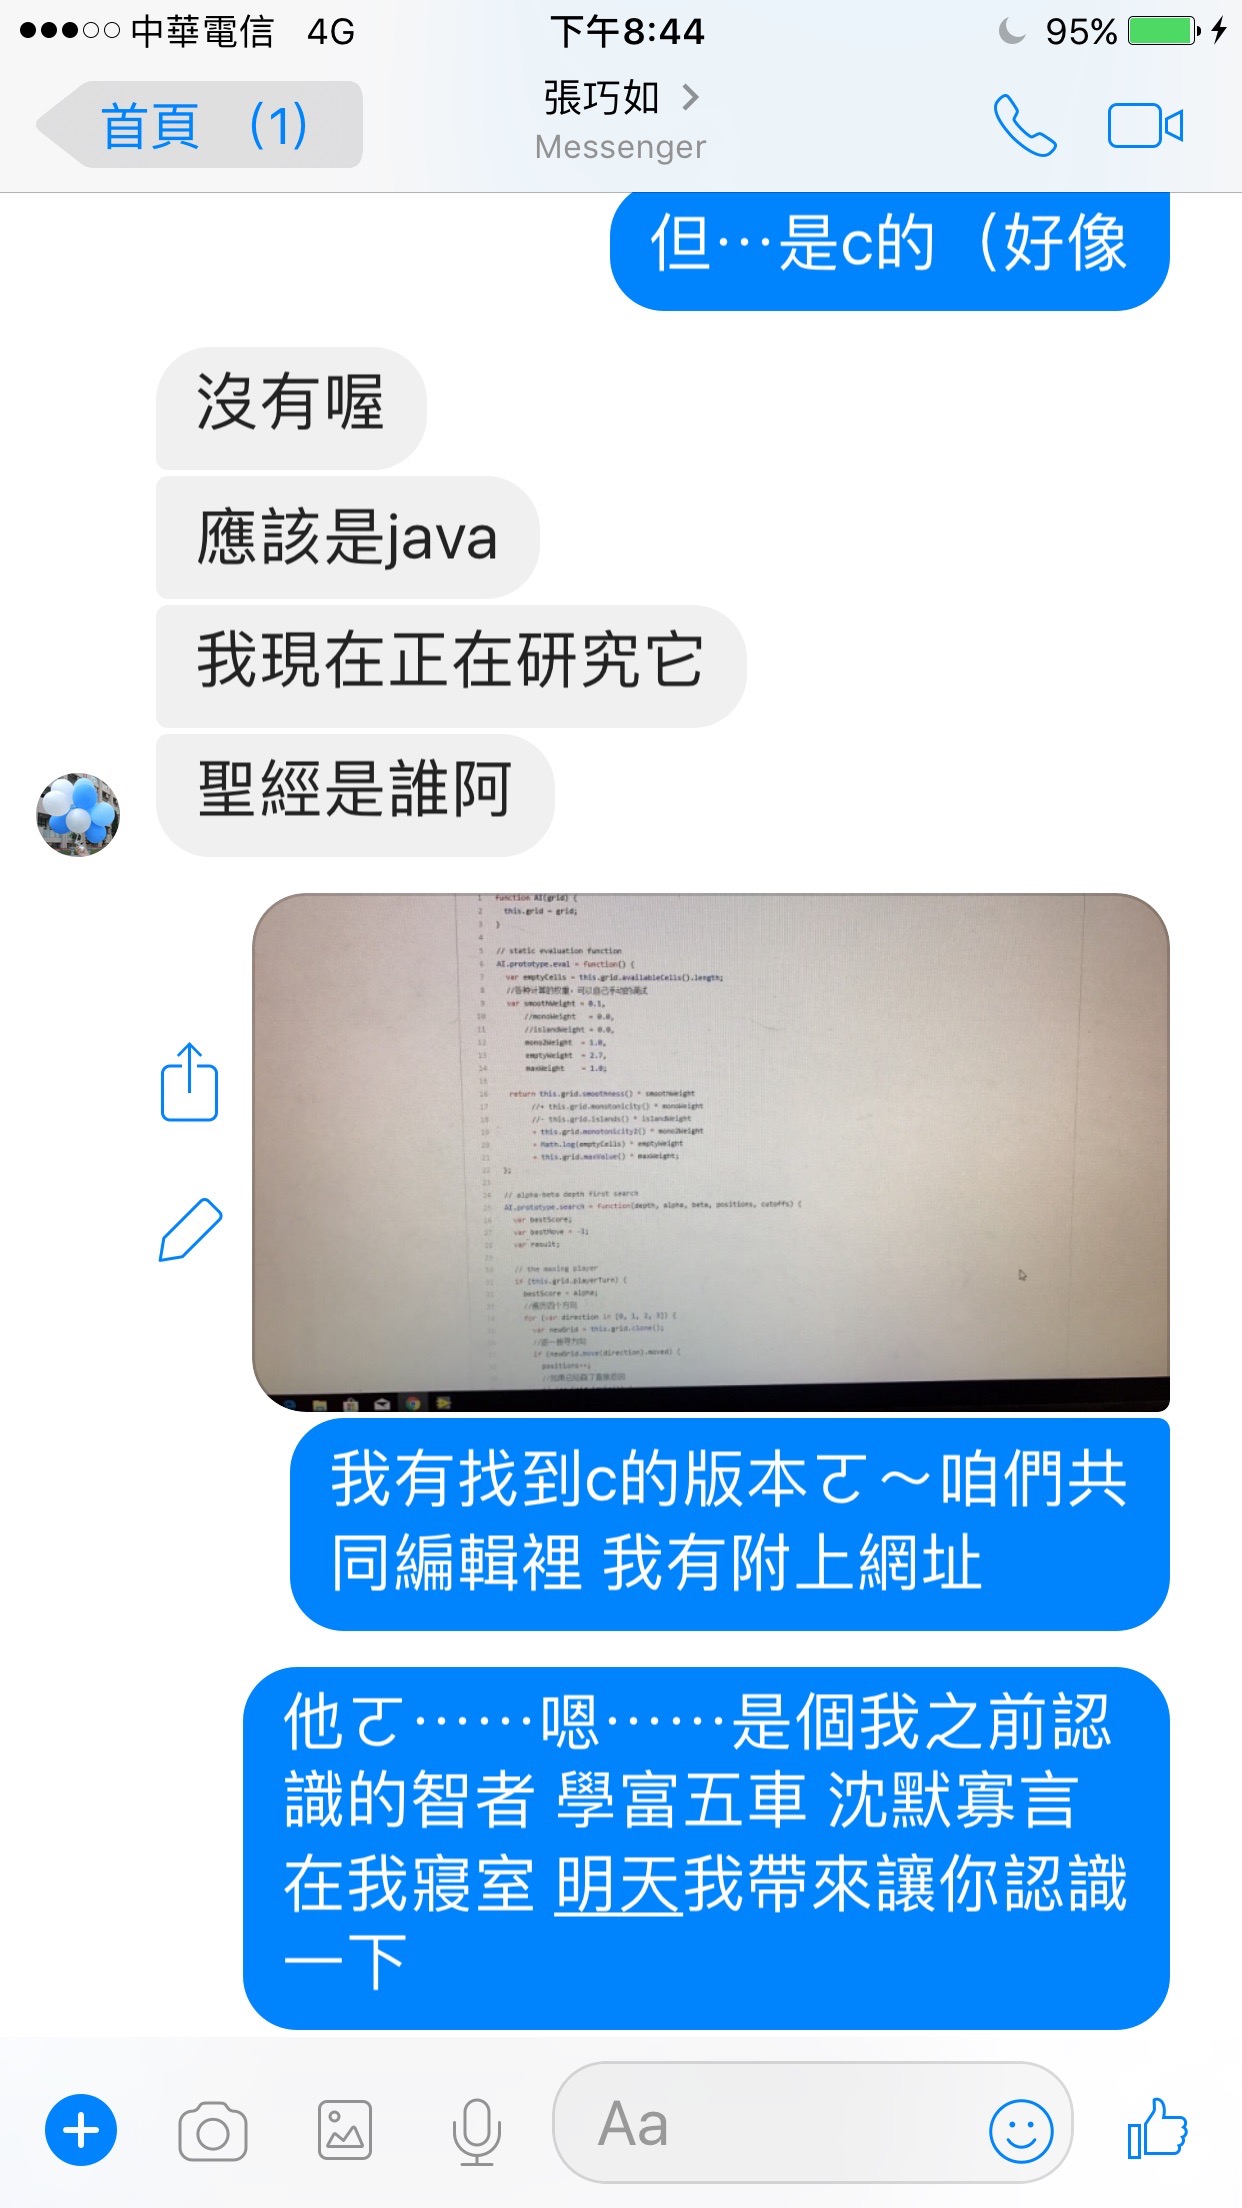 中華電信 4G 下午8:44 95%
首頁 (1) 張巧如
Messenger
但…是c的（好像
沒有喔
應該是java
我現在正在研究它
聖經是誰阿
1 function AI(grid) {
2 this.grid = grid;
3 }
4
5 // static evaluation function
6 AI.prototype.eval = function() {
7 var emptyCells = this.grid.availableCells().length;
8
9 var smoothWeight = 0.1,
10 //monoWeight = 0.0,
11 //islandWeight = 0.0,
12 mono2Weight = 1.0,
13 emptyWeight = 2.7,
14 maxWeight = 1.0;
15
16 return this.grid.smoothness() * smoothWeight
17 //+ this.grid.monotonicity() * monoWeight
18 //- this.grid.islands() * islandWeight
19 + this.grid.monotonicity2() * mono2Weight
20 + Math.log(emptyCells) * emptyWeight
21 + this.grid.maxValue() * maxWeight;
22 };
23
24 // alpha-beta depth first search
25 AI.prototype.search = function(depth, alpha, beta, positions, cutoffs) {
26 var bestScore;
27 var bestMove = -1;
28 var result;
29
30 // the maxing player
31 if (this.grid.playerTurn) {
32 bestScore = alpha;
33 //遍历四个方向
34 for (var direction in [0, 1, 2, 3]) {
35 var newGrid = this.grid.clone();
if (newGrid.move(direction).moved) {
positions++;
我有找到c的版本ㄛ～咱們共
同編輯裡 我有附上網址
他ㄛ……嗯……是個我之前認
識的智者 學富五車 沈默寡言
在我寢室 明天我帶來讓你認識
一下
Aa